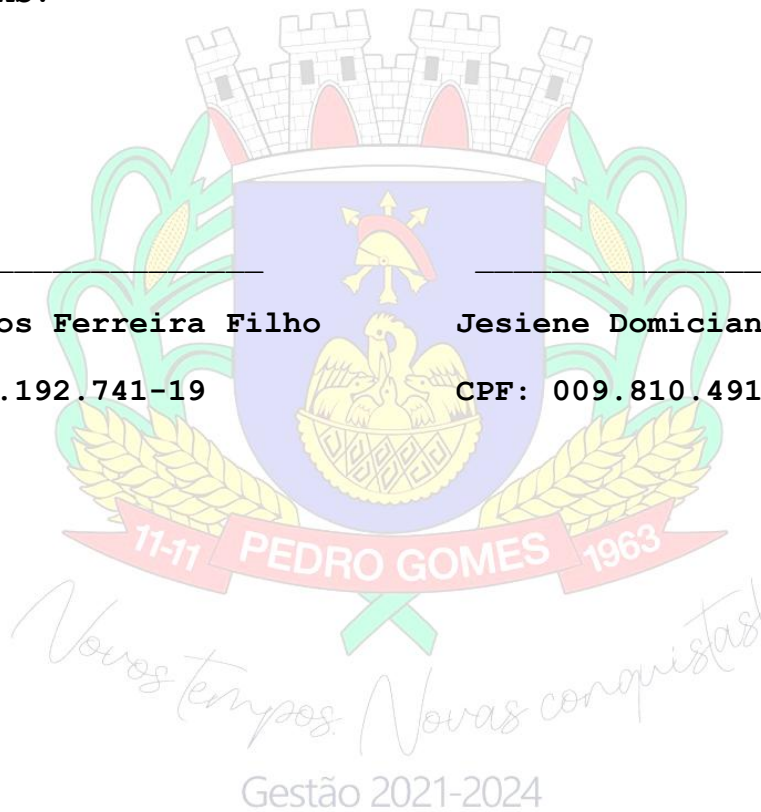 os Ferreira Filho Jesiene Domician
.192.741-19 CPF: 009.810.491
11-11 PEDRO GOMES 1963
Novos tempos. Novas conquistas!
Gestão 2021-2024